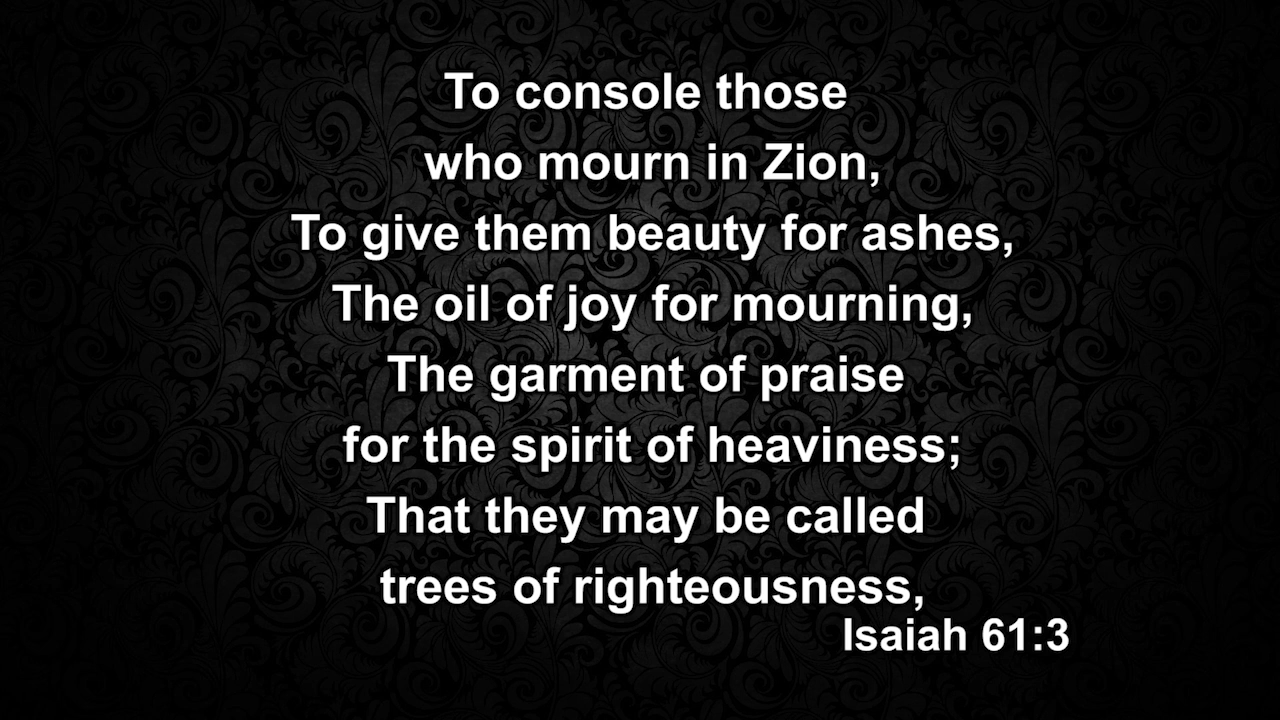 To console those
who mourn in Zion,
To give them beauty for ashes,
The oil of joy for mourning,
The garment of praise
for the spirit of heaviness;
That they may be called
trees of righteousness,
Isaiah 61:3